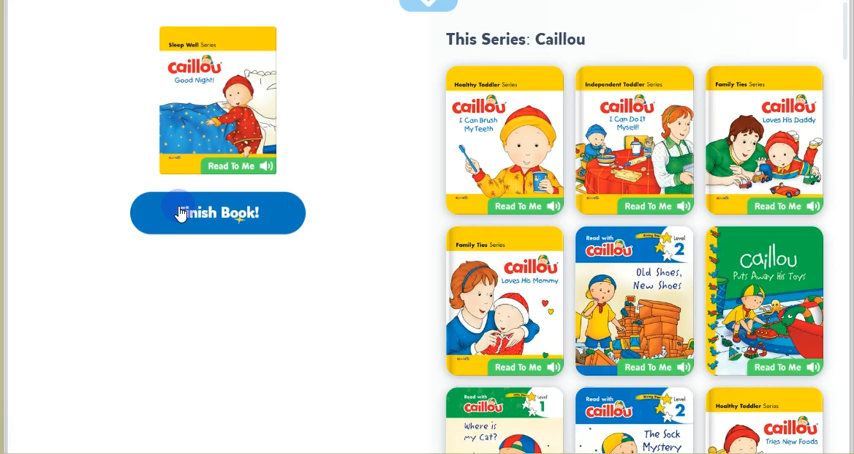 Sleep Well Series
caillou
Good Night!
Read To Me
Finish Book!
This Series: Caillou
Healthy Toddler Series
caillou
I Can Brush
My Teeth
Read To Me
Independent Toddler Series
caillou
I Can Do It
Myself!
Read To Me
Family Ties Series
caillou
Loves His Daddy
Read To Me
Family Ties Series
caillou
Loves His Mommy
Read To Me
Read with
caillou
Level
2
Old Shoes,
New Shoes
Read To Me
caillou
Puts Away His Toys
Read To Me
Read with
caillou
Level
1
Where is
my Cat?
Read with
caillou
Level
2
The Sock
Mystery
Healthy Toddler Series
caillou
Tries New Foods